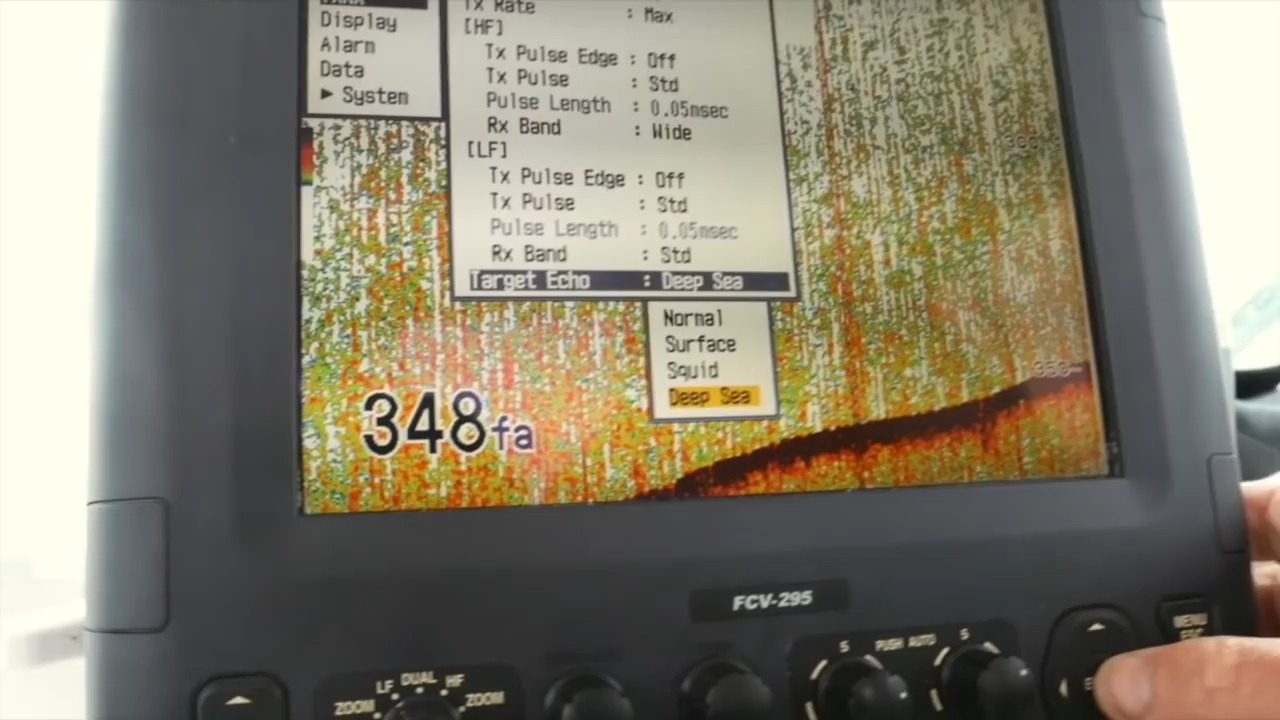 Display
Alarm
Data
▶ System
Tx Rate : Max
[HF]
Tx Pulse Edge : Off
Tx Pulse : Std
Pulse Length : 0.05msec
Rx Band : Wide
[LF]
Tx Pulse Edge : Off
Tx Pulse : Std
Pulse Length : 0.05msec
Rx Band : Std
Target Echo : Deep Sea
Normal
Surface
Squid
Deep Sea
300
348fa
FCV-295
ZOOM LF DUAL HF ZOOM
5 PUSH AUTO 5
MENU